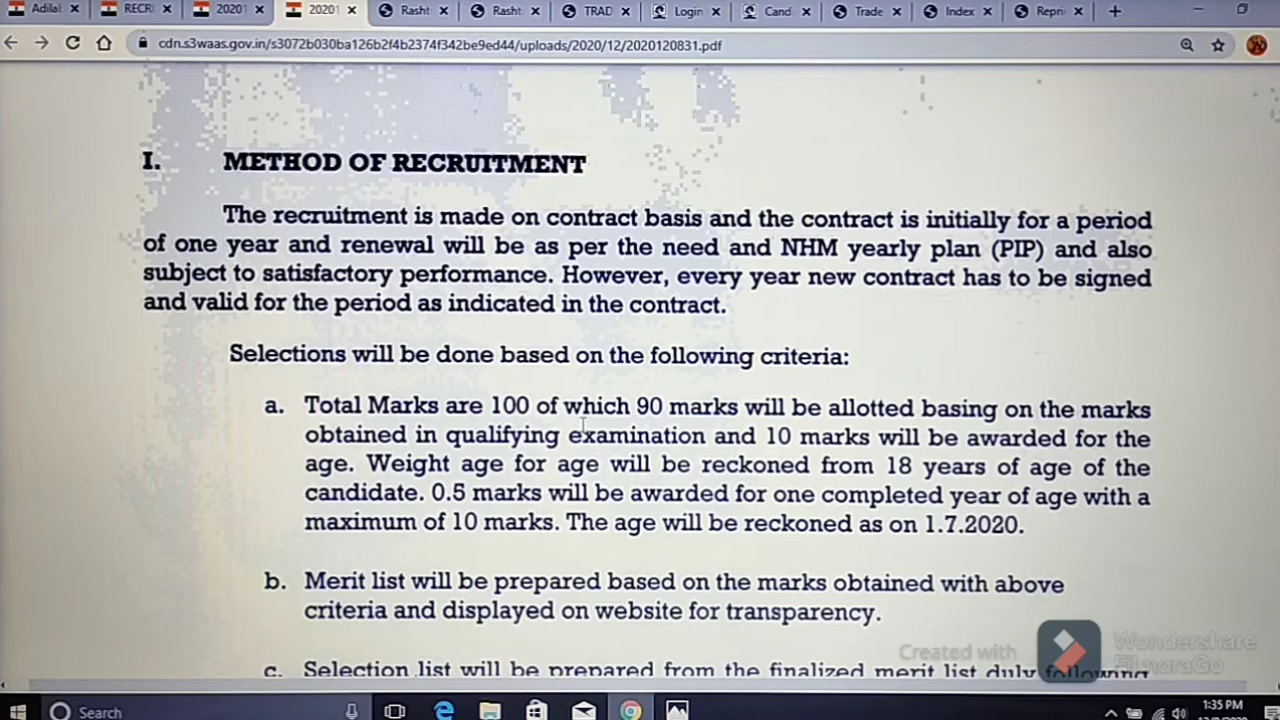 Adilal
RECRI
20201
20201
Rasht
Rasht
TRAD
Login
Cand
Trade
Index
Repri
cdn.s3waas.gov.in/s3072b030ba126b2f4b2374f342be9ed44/uploads/2020/12/2020120831.pdf
I. METHOD OF RECRUITMENT
The recruitment is made on contract basis and the contract is initially for a period
of one year and renewal will be as per the need and NHM yearly plan (PIP) and also
subject to satisfactory performance. However, every year new contract has to be signed
and valid for the period as indicated in the contract.
Selections will be done based on the following criteria:
a. Total Marks are 100 of which 90 marks will be allotted basing on the marks
obtained in qualifying examination and 10 marks will be awarded for the
age. Weight age for age will be reckoned from 18 years of age of the
candidate. 0.5 marks will be awarded for one completed year of age with a
maximum of 10 marks. The age will be reckoned as on 1.7.2020.
b. Merit list will be prepared based on the marks obtained with above
criteria and displayed on website for transparency.
c. Selection list will be prepared from the finalized merit list duly following
Created with
Wondershare
FilmoraGo
Search
1:35 PM